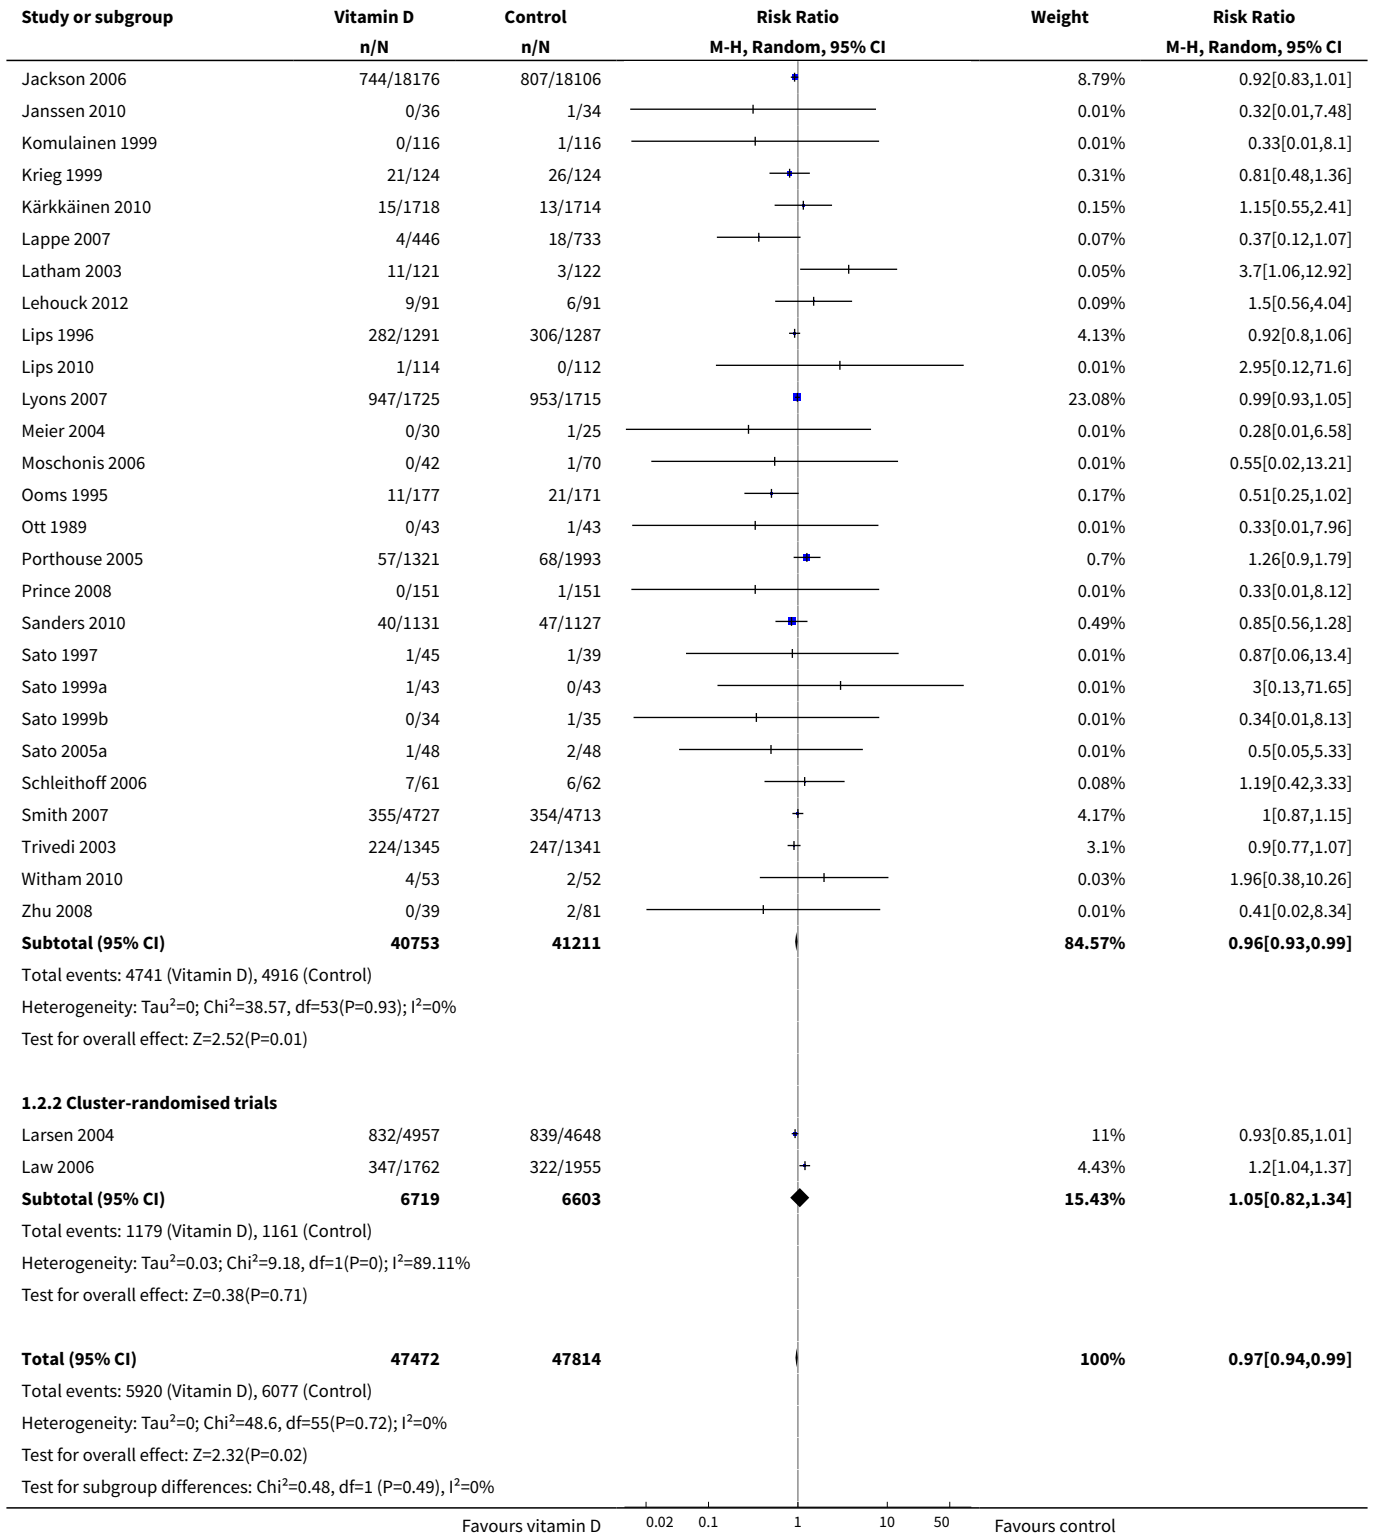 Study or subgroup Vitamin D Control Risk Ratio Weight Risk Ratio
n/N n/N M-H, Random, 95% CI M-H, Random, 95% CI
Jackson 2006 744/18176 807/18106 8.79% 0.92[0.83,1.01]
Janssen 2010 0/36 1/34 0.01% 0.32[0.01,7.48]
Komulainen 1999 0/116 1/116 0.01% 0.33[0.01,8.1]
Krieg 1999 21/124 26/124 0.31% 0.81[0.48,1.36]
Kärkkäinen 2010 15/1718 13/1714 0.15% 1.15[0.55,2.41]
Lappe 2007 4/446 18/733 0.07% 0.37[0.12,1.07]
Latham 2003 11/121 3/122 0.05% 3.7[1.06,12.92]
Lehouck 2012 9/91 6/91 0.09% 1.5[0.56,4.04]
Lips 1996 282/1291 306/1287 4.13% 0.92[0.8,1.06]
Lips 2010 1/114 0/112 0.01% 2.95[0.12,71.6]
Lyons 2007 947/1725 953/1715 23.08% 0.99[0.93,1.05]
Meier 2004 0/30 1/25 0.01% 0.28[0.01,6.58]
Moschonis 2006 0/42 1/70 0.01% 0.55[0.02,13.21]
Ooms 1995 11/177 21/171 0.17% 0.51[0.25,1.02]
Ott 1989 0/43 1/43 0.01% 0.33[0.01,7.96]
Porthouse 2005 57/1321 68/1993 0.7% 1.26[0.9,1.79]
Prince 2008 0/151 1/151 0.01% 0.33[0.01,8.12]
Sanders 2010 40/1131 47/1127 0.49% 0.85[0.56,1.28]
Sato 1997 1/45 1/39 0.01% 0.87[0.06,13.4]
Sato 1999a 1/43 0/43 0.01% 3[0.13,71.65]
Sato 1999b 0/34 1/35 0.01% 0.34[0.01,8.13]
Sato 2005a 1/48 2/48 0.01% 0.5[0.05,5.33]
Schleithoff 2006 7/61 6/62 0.08% 1.19[0.42,3.33]
Smith 2007 355/4727 354/4713 4.17% 1[0.87,1.15]
Trivedi 2003 224/1345 247/1341 3.1% 0.9[0.77,1.07]
Witham 2010 4/53 2/52 0.03% 1.96[0.38,10.26]
Zhu 2008 0/39 2/81 0.01% 0.41[0.02,8.34]
Subtotal (95% CI) 40753 41211 84.57% 0.96[0.93,0.99]
Total events: 4741 (Vitamin D), 4916 (Control)
Heterogeneity: Tau²=0; Chi²=38.57, df=53(P=0.93); I²=0%
Test for overall effect: Z=2.52(P=0.01)
1.2.2 Cluster-randomised trials
Larsen 2004 832/4957 839/4648 11% 0.93[0.85,1.01]
Law 2006 347/1762 322/1955 4.43% 1.2[1.04,1.37]
Subtotal (95% CI) 6719 6603 15.43% 1.05[0.82,1.34]
Total events: 1179 (Vitamin D), 1161 (Control)
Heterogeneity: Tau²=0.03; Chi²=9.18, df=1(P=0); I²=89.11%
Test for overall effect: Z=0.38(P=0.71)
Total (95% CI) 47472 47814 100% 0.97[0.94,0.99]
Total events: 5920 (Vitamin D), 6077 (Control)
Heterogeneity: Tau²=0; Chi²=48.6, df=55(P=0.72); I²=0%
Test for overall effect: Z=2.32(P=0.02)
Test for subgroup differences: Chi²=0.48, df=1 (P=0.49), I²=0%
Favours vitamin D 0.02 0.1 1 10 50 Favours control